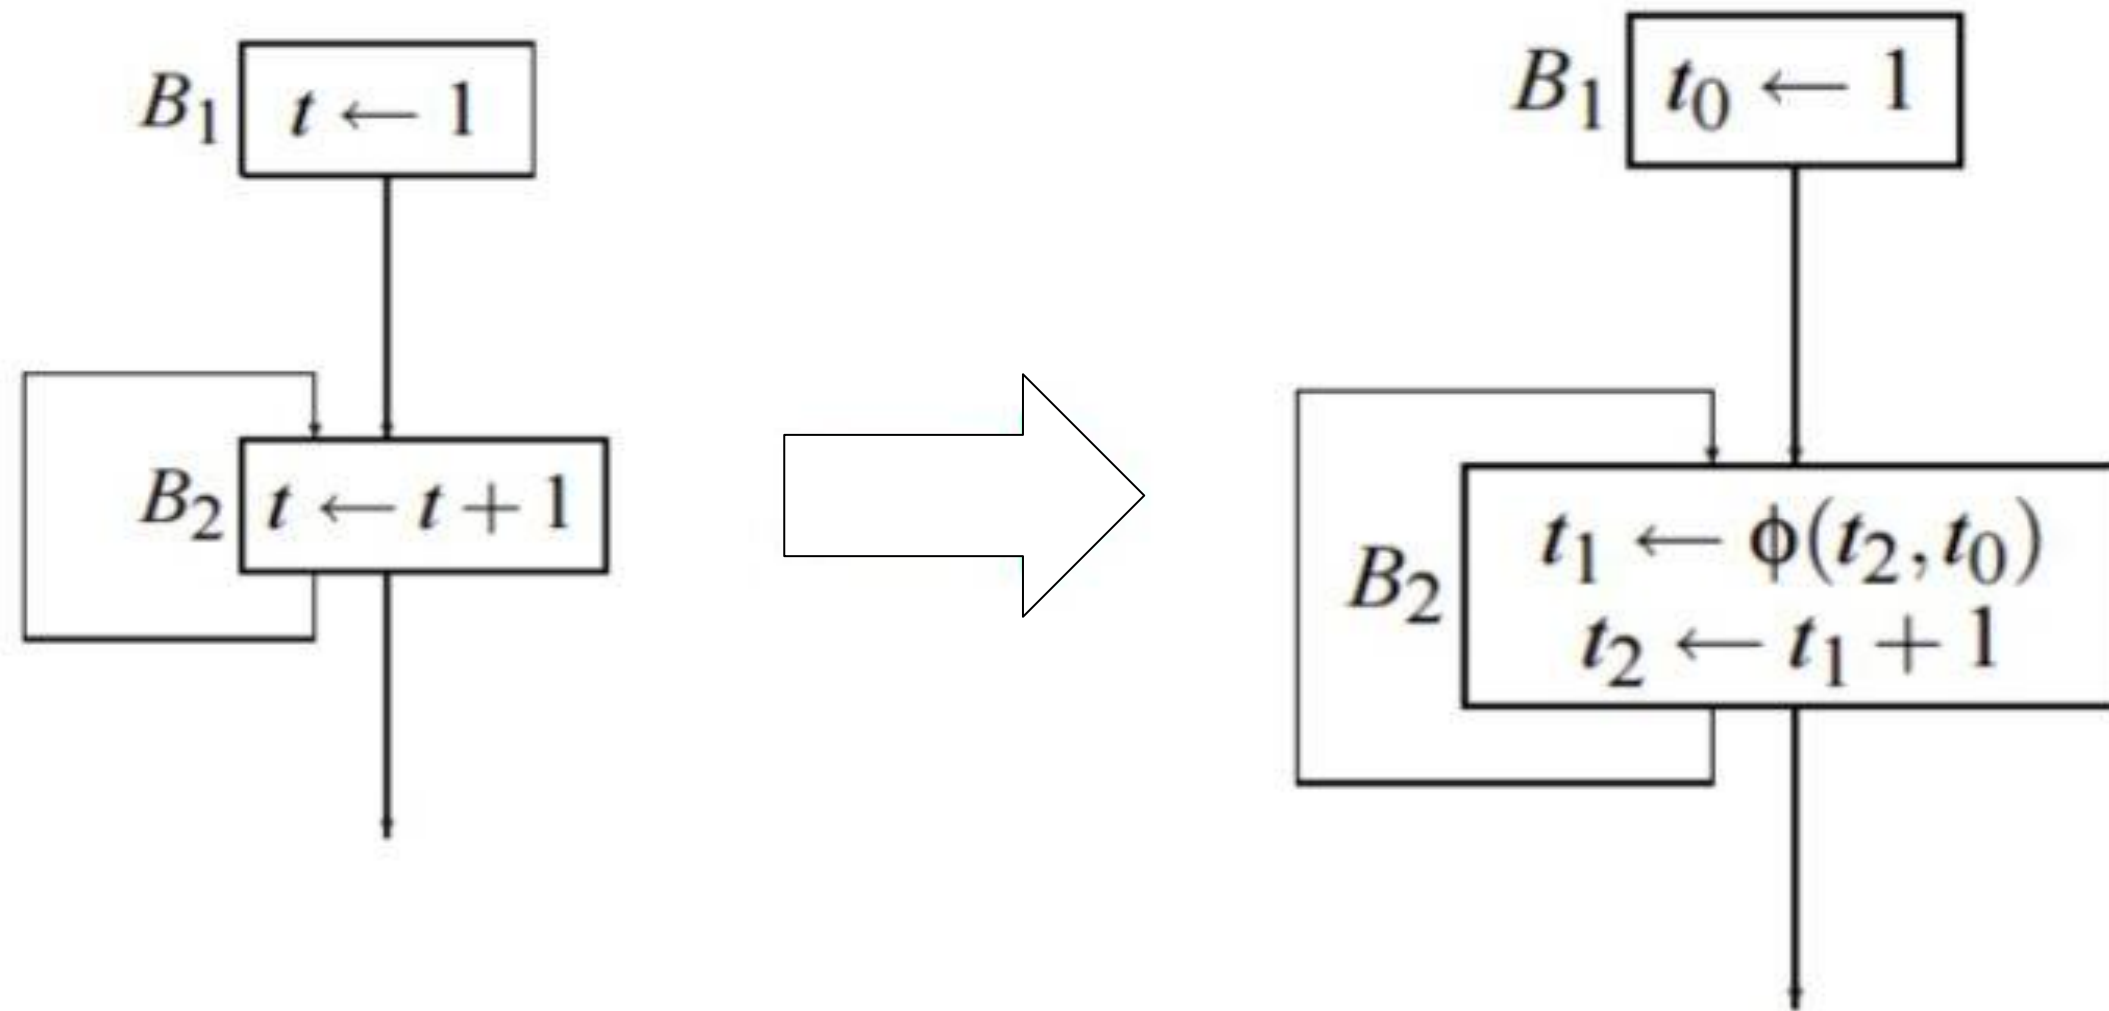 B₁ t ← 1
B₂ t ← t + 1
B₁ t₀ ← 1
B₂
t₁ ← ϕ(t₂, t₀)
t₂ ← t₁ + 1